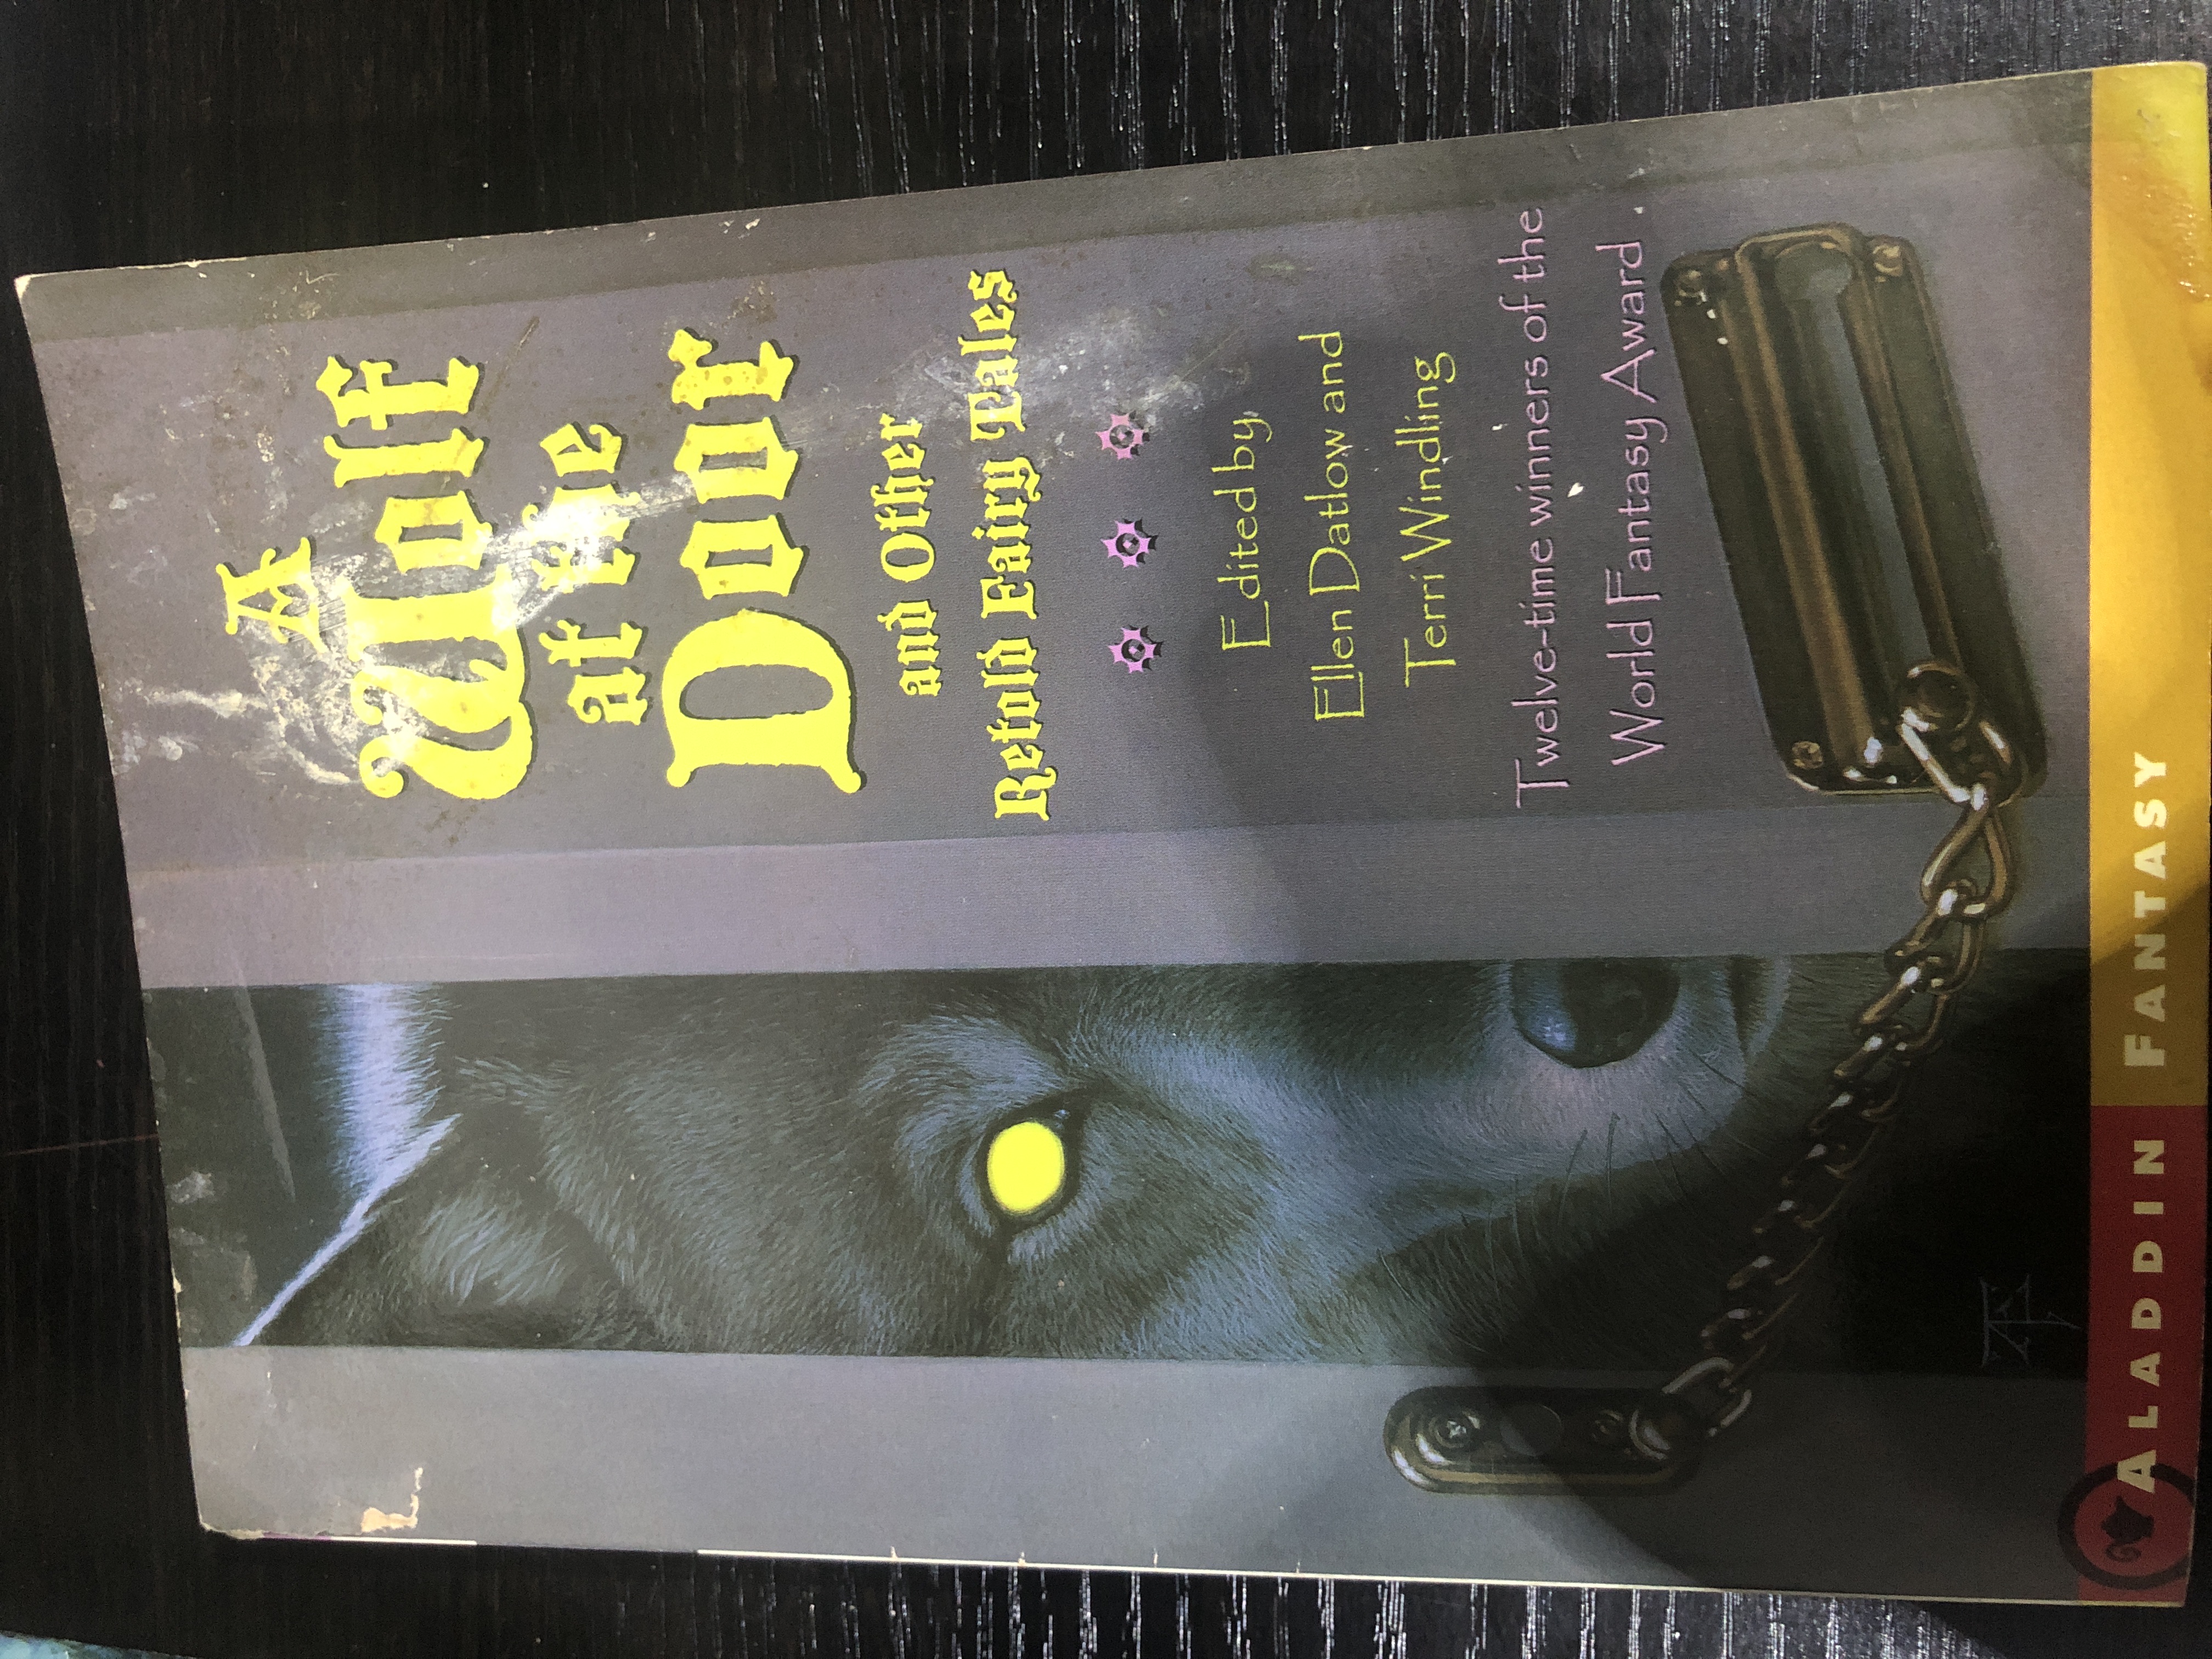 A
Wolf
at the
Door
and Other
Retold Fairy Tales
Edited by
Ellen Datlow and
Terri Windling
Twelve-time winners of the
World Fantasy Award
ALADDIN FANTASY